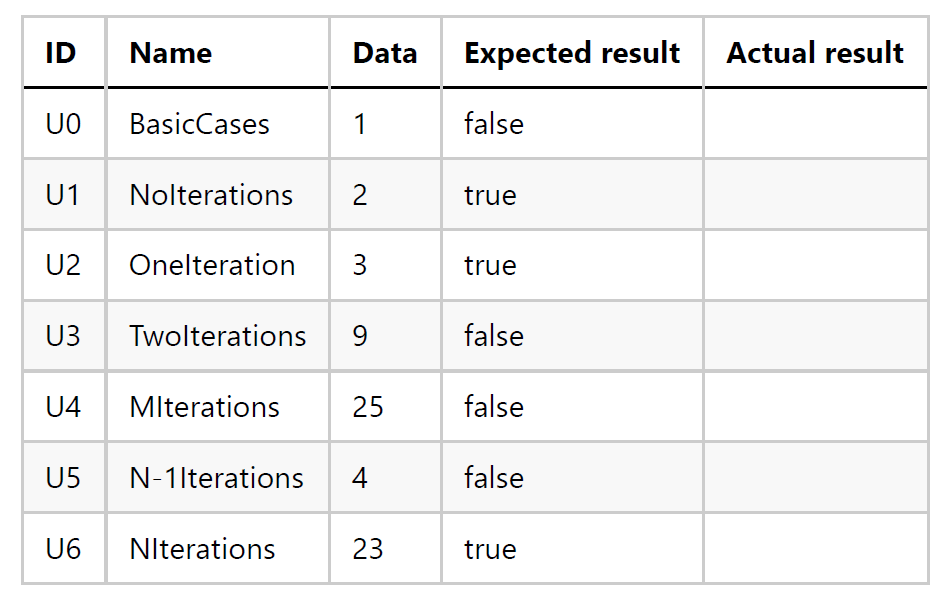 ID Name Data Expected result Actual result
U0 BasicCases 1 false
U1 NoIterations 2 true
U2 OneIteration 3 true
U3 TwoIterations 9 false
U4 MIterations 25 false
U5 N-1Iterations 4 false
U6 NIterations 23 true